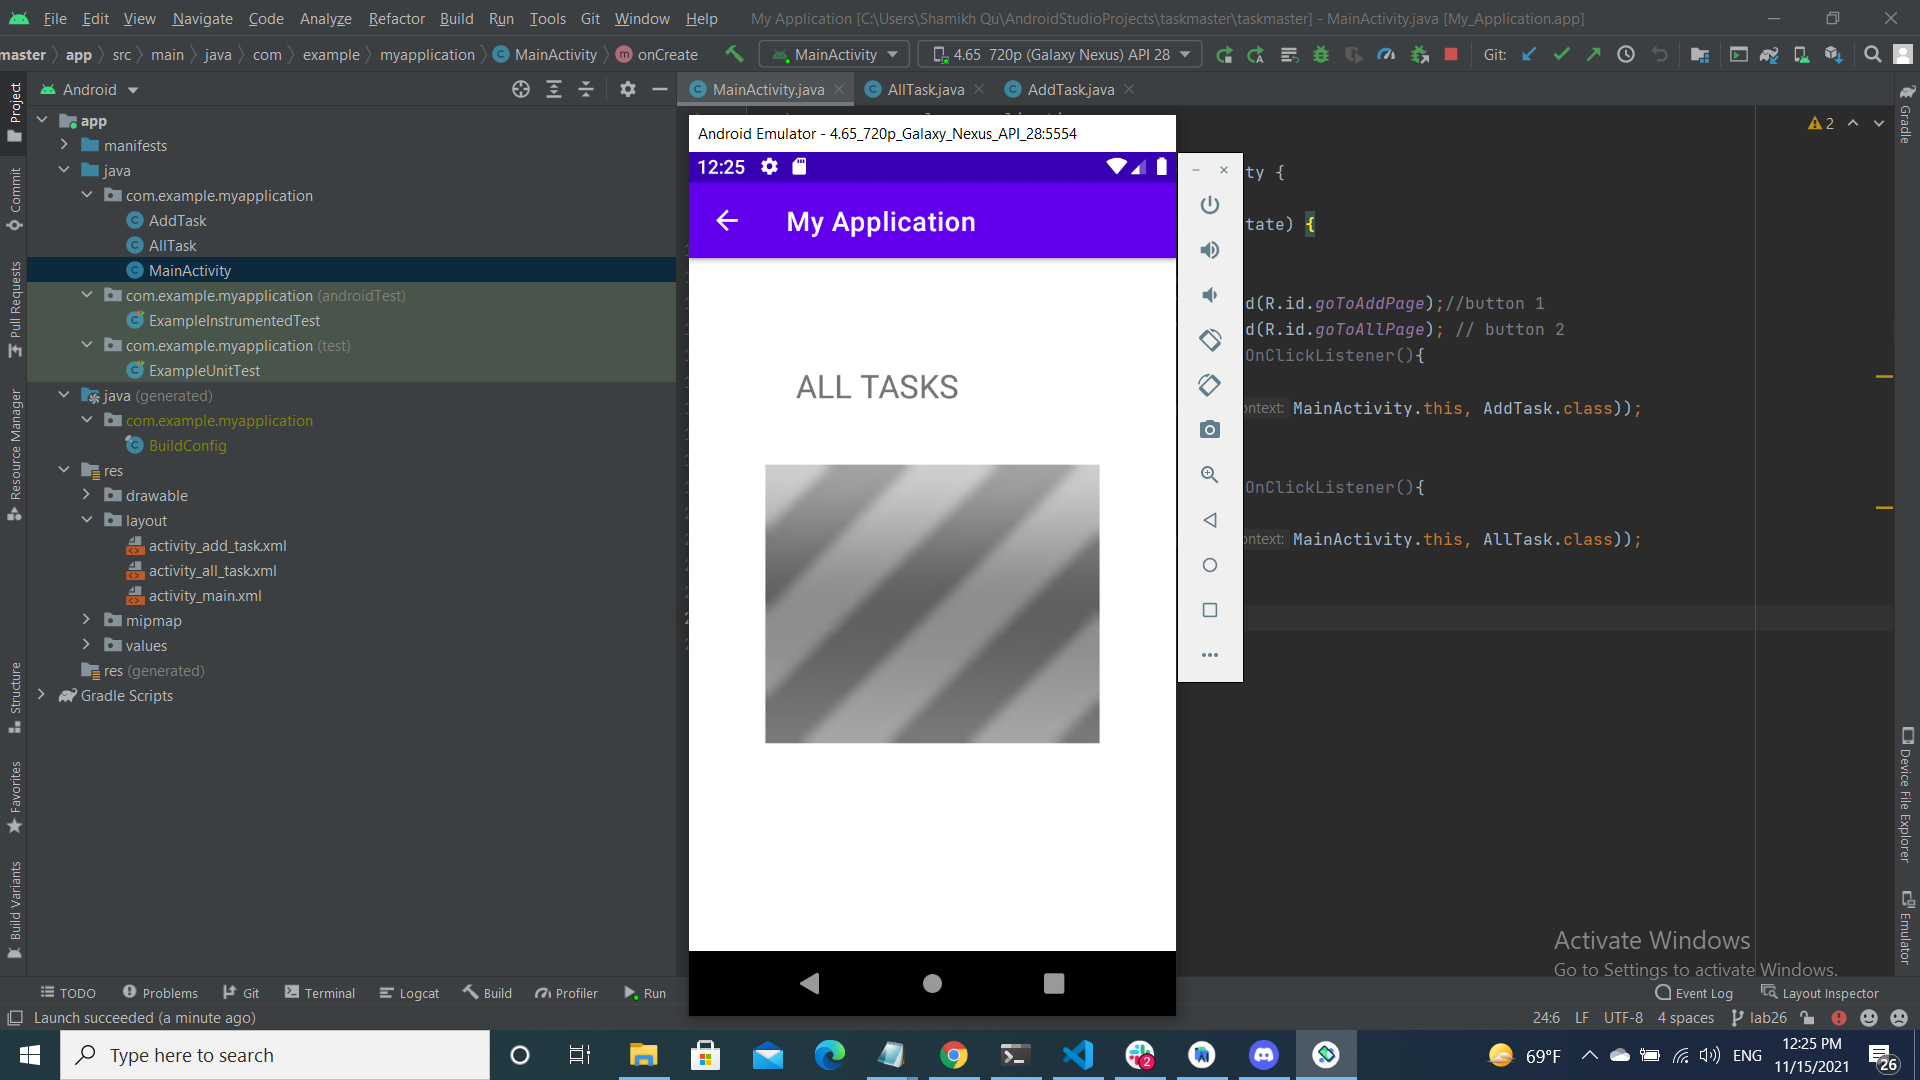 File Edit View Navigate Code Analyze Refactor Build Run Tools Git Window Help My Application [C:\Users\Shamikh Qu\AndroidStudioProjects\taskmaster\taskmaster] - MainActivity.java [My_Application.app]
master app src main java com example myapplication MainActivity onCreate MainActivity 4.65 720p (Galaxy Nexus) API 28 Git:
Android MainActivity.java AllTask.java AddTask.java
Project
Commit
Pull Requests
Resource Manager
Structure
Favorites
Build Variants
app
manifests
java
com.example.myapplication
AddTask
AllTask
MainActivity
com.example.myapplication (androidTest)
ExampleInstrumentedTest
com.example.myapplication (test)
ExampleUnitTest
java (generated)
com.example.myapplication
BuildConfig
res
drawable
layout
activity_add_task.xml
activity_all_task.xml
activity_main.xml
mipmap
values
res (generated)
Gradle Scripts
Android Emulator - 4.65_720p_Galaxy_Nexus_API_28:5554
12:25
My Application
ALL TASKS
2
ty {
tate) {
d(R.id.goToAddPage);//button 1
d(R.id.goToAllPage); // button 2
OnClickListener(){
ontext: MainActivity.this, AddTask.class));
OnClickListener(){
ontext: MainActivity.this, AllTask.class));
Gradle
Device File Explorer
Emulator
Activate Windows
Go to Settings to activate Windows.
TODO Problems Git Terminal Logcat Build Profiler Run Event Log Layout Inspector
Launch succeeded (a minute ago) 24:6 LF UTF-8 4 spaces lab26
Type here to search 2 69°F ENG 12:25 PM
11/15/2021 26